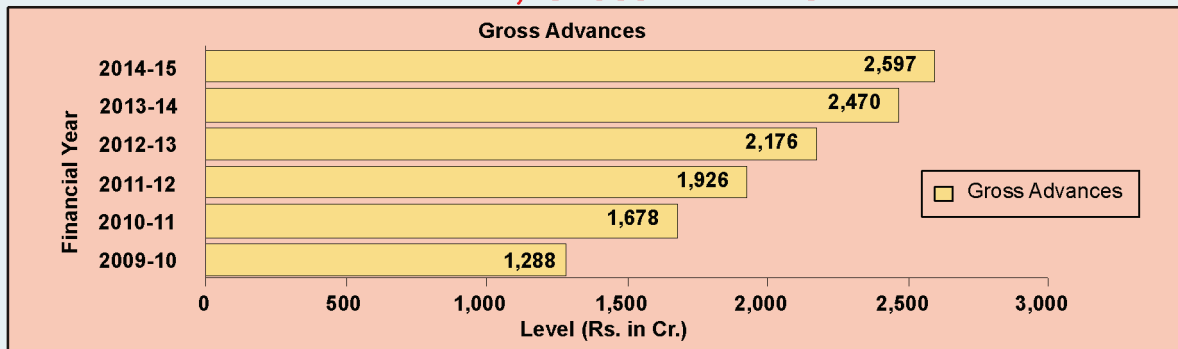 Gross Advances
2014-15 2,597
2013-14 2,470
2012-13 2,176
2011-12 1,926
2010-11 1,678
2009-10 1,288
Financial Year
Gross Advances
0 500 1,000 1,500 2,000 2,500 3,000
Level (Rs. in Cr.)